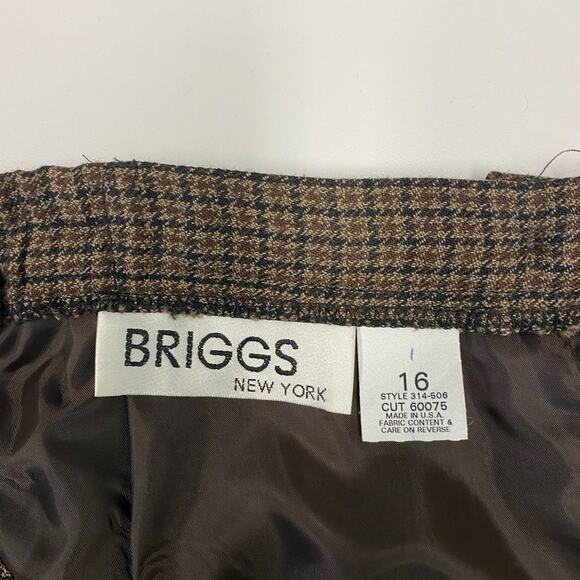 BRIGGS
NEW YORK
16
STYLE 314-506
CUT 60075
MADE IN U.S.A.
FABRIC CONTENT &
CARE ON REVERSE